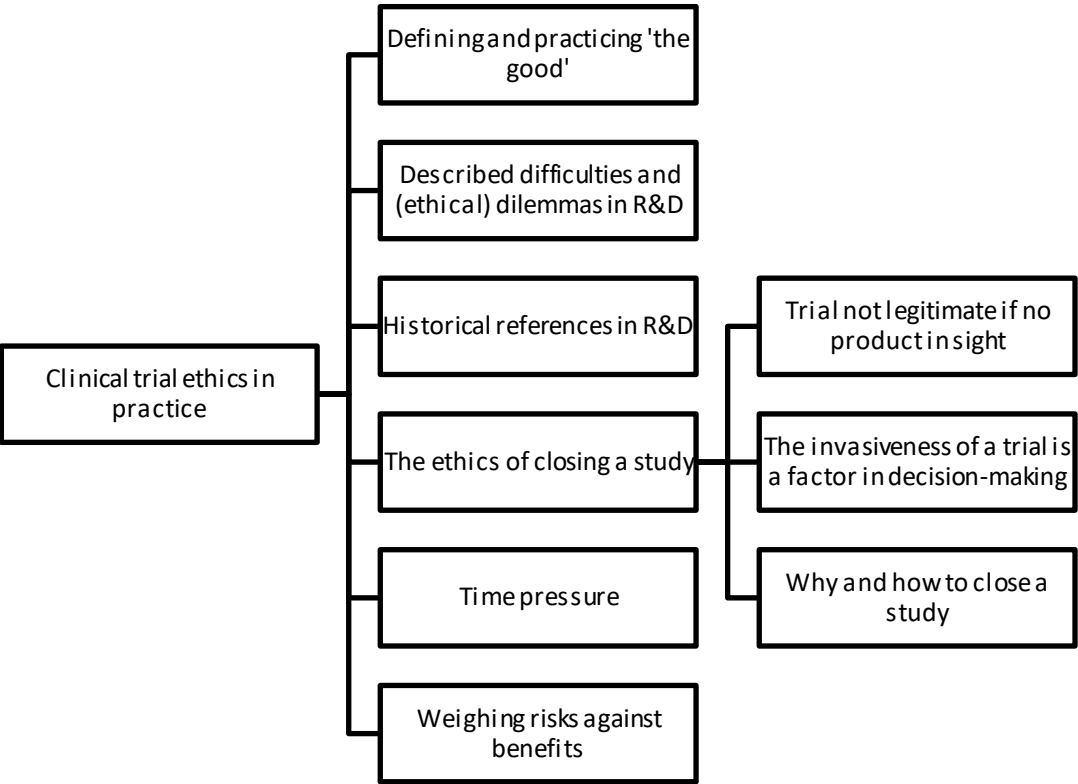 Defining and practicing 'the
good'
Described difficulties and
(ethical) dilemmas in R&D
Historical references in R&D
Trial not legitimate if no
product in sight
Clinical trial ethics in
practice
The ethics of closing a study
The invasiveness of a trial is
a factor in decision-making
Time pressure
Why and how to close a
study
Weighing risks against
benefits